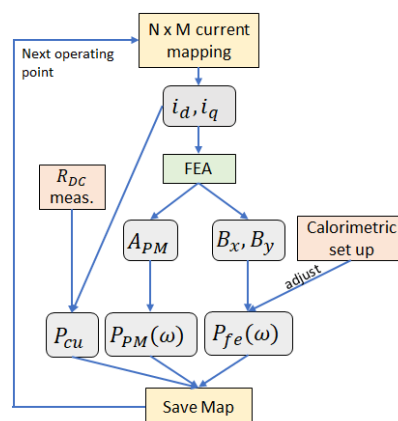 N x M current
mapping
Next operating
point
i_d, i_q
R_DC
meas.
FEA
A_PM
B_x, B_y
Calorimetric
set up
adjust
P_cu
P_PM(ω)
P_fe(ω)
Save Map